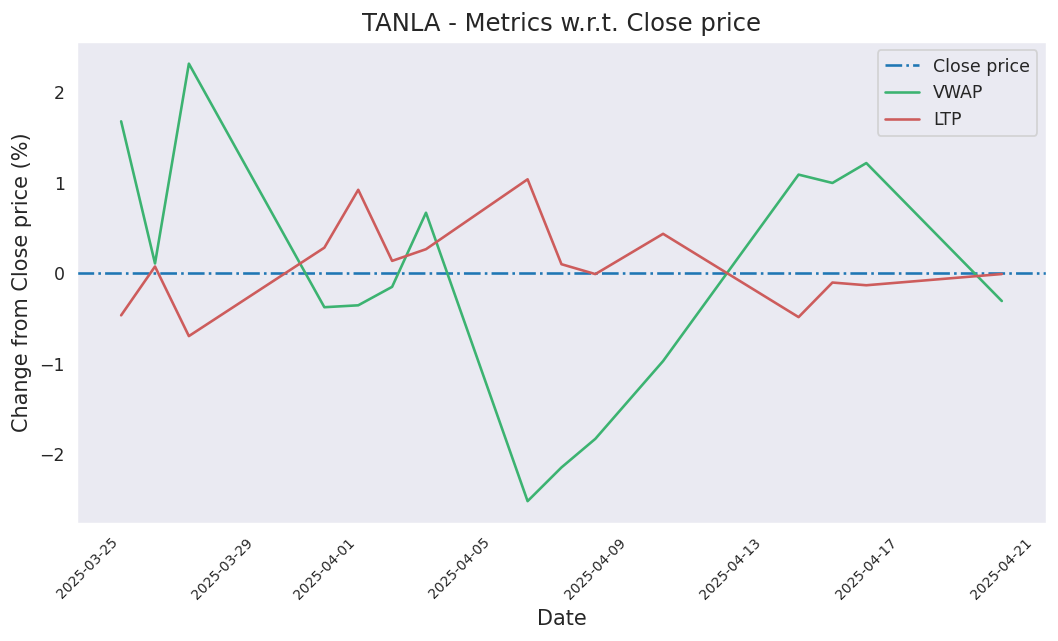 TANLA - Metrics w.r.t. Close price
Close price
VWAP
LTP
Change from Close price (%)
2
1
0
−1
−2
2025-03-25
2025-03-29
2025-04-01
2025-04-05
2025-04-09
2025-04-13
2025-04-17
2025-04-21
Date